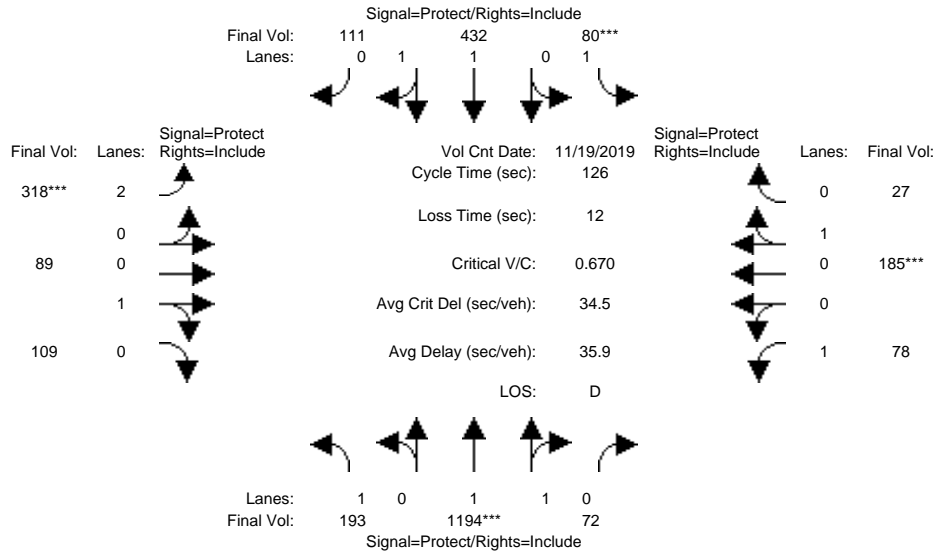 Signal=Protect/Rights=Include
Final Vol: 111 432 80***
Lanes: 0 1 1 0 1
Signal=Protect
Final Vol: Lanes: Rights=Include
Vol Cnt Date: 11/19/2019
Signal=Protect
Rights=Include Lanes: Final Vol:
Cycle Time (sec): 126
318*** 2
0 27
Loss Time (sec): 12
0
1
89 0
Critical V/C: 0.670
0 185***
1
Avg Crit Del (sec/veh): 34.5
0
109 0
Avg Delay (sec/veh): 35.9
1 78
LOS: D
Lanes: 1 0 1 1 0
Final Vol: 193 1194*** 72
Signal=Protect/Rights=Include